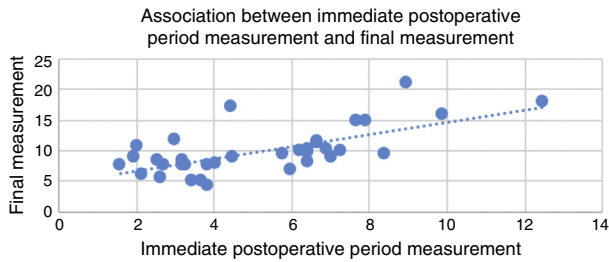 Association between immediate postoperative
period measurement and final measurement
Final measurement
25
20
15
10
5
0
0 2 4 6 8 10 12 14
Immediate postoperative period measurement